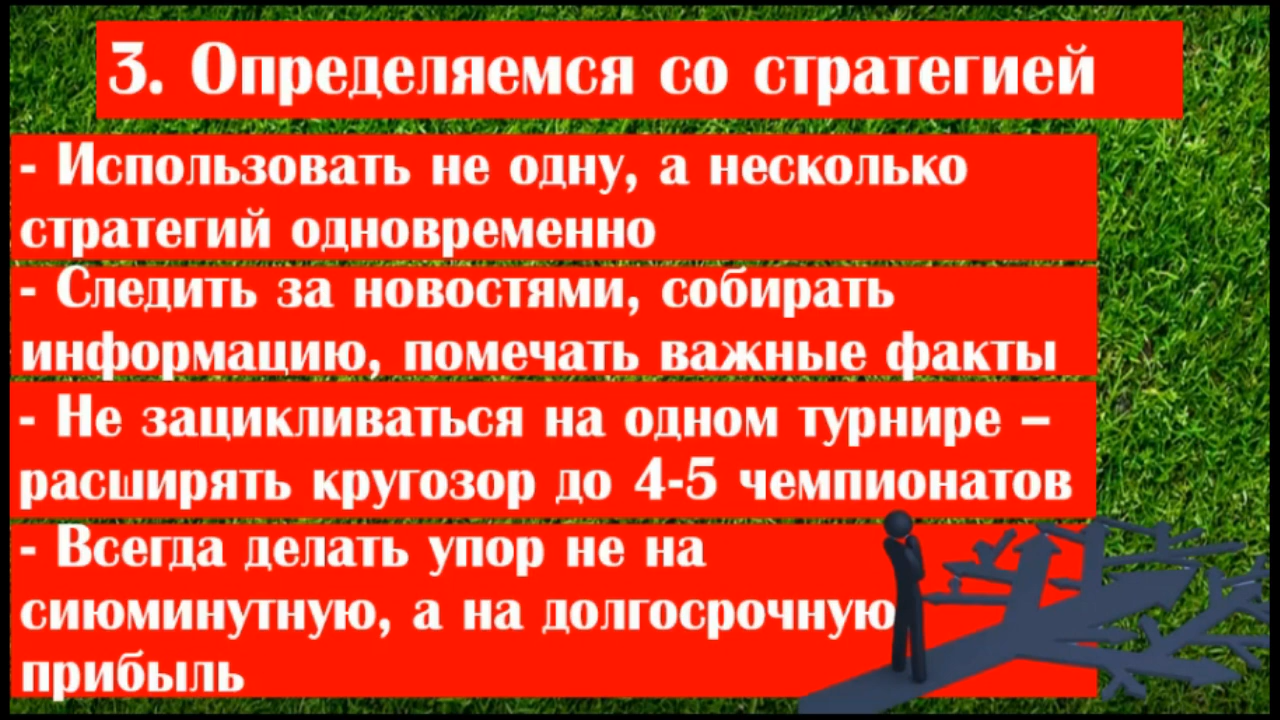 3. Определяемся со стратегией
- Использовать не одну, а несколько
стратегий одновременно
- Следить за новостями, собирать
информацию, помечать важные факты
- Не зацикливаться на одном турнире –
расширять кругозор до 4-5 чемпионатов
- Всегда делать упор не на
сиюминутную, а на долгосрочную
прибыль